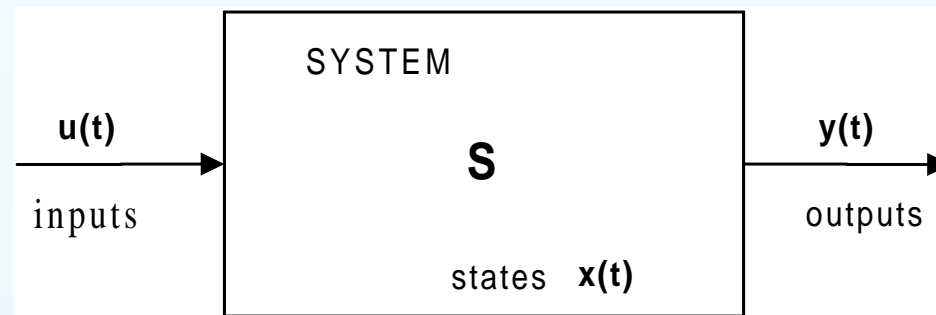 SYSTEM
u(t)
y(t)
S
inputs
outputs
states x(t)